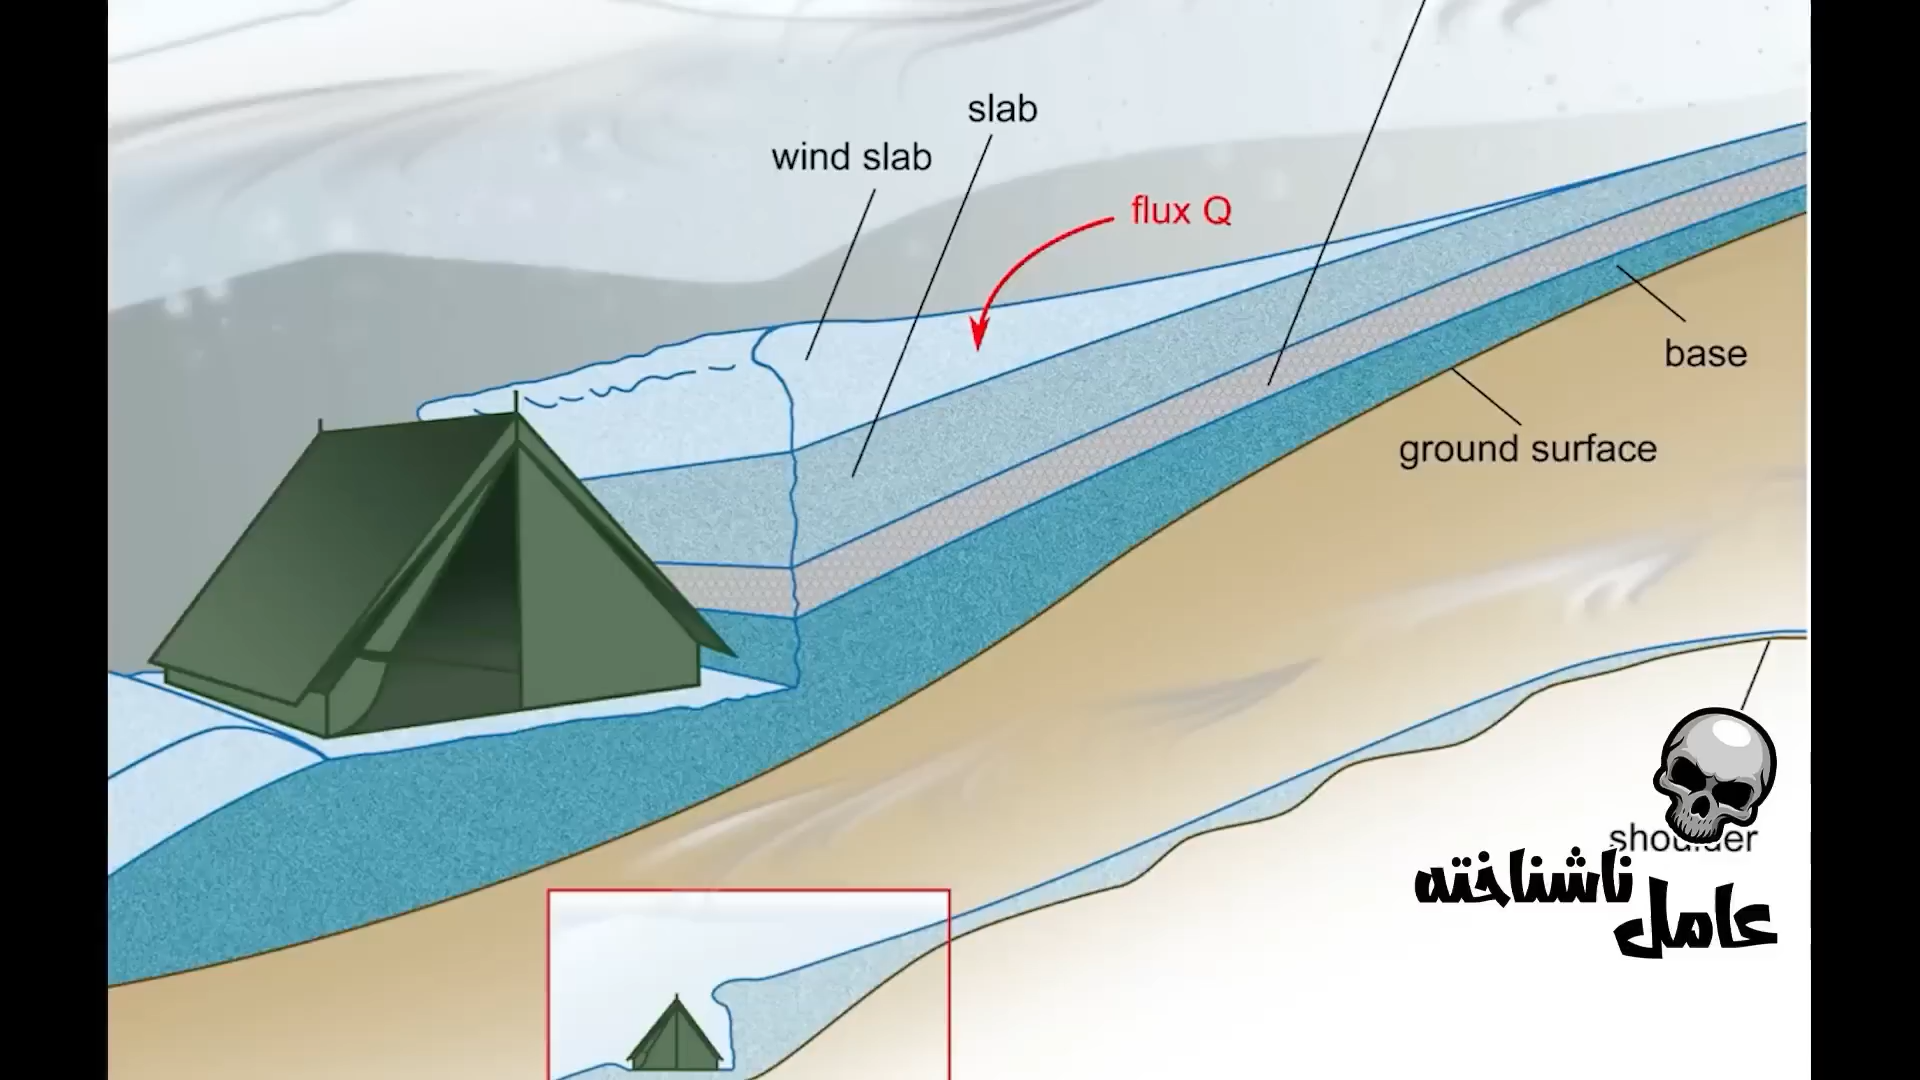 slab
wind slab
flux Q
base
ground surface
shoulder
ناشناخته
عامل